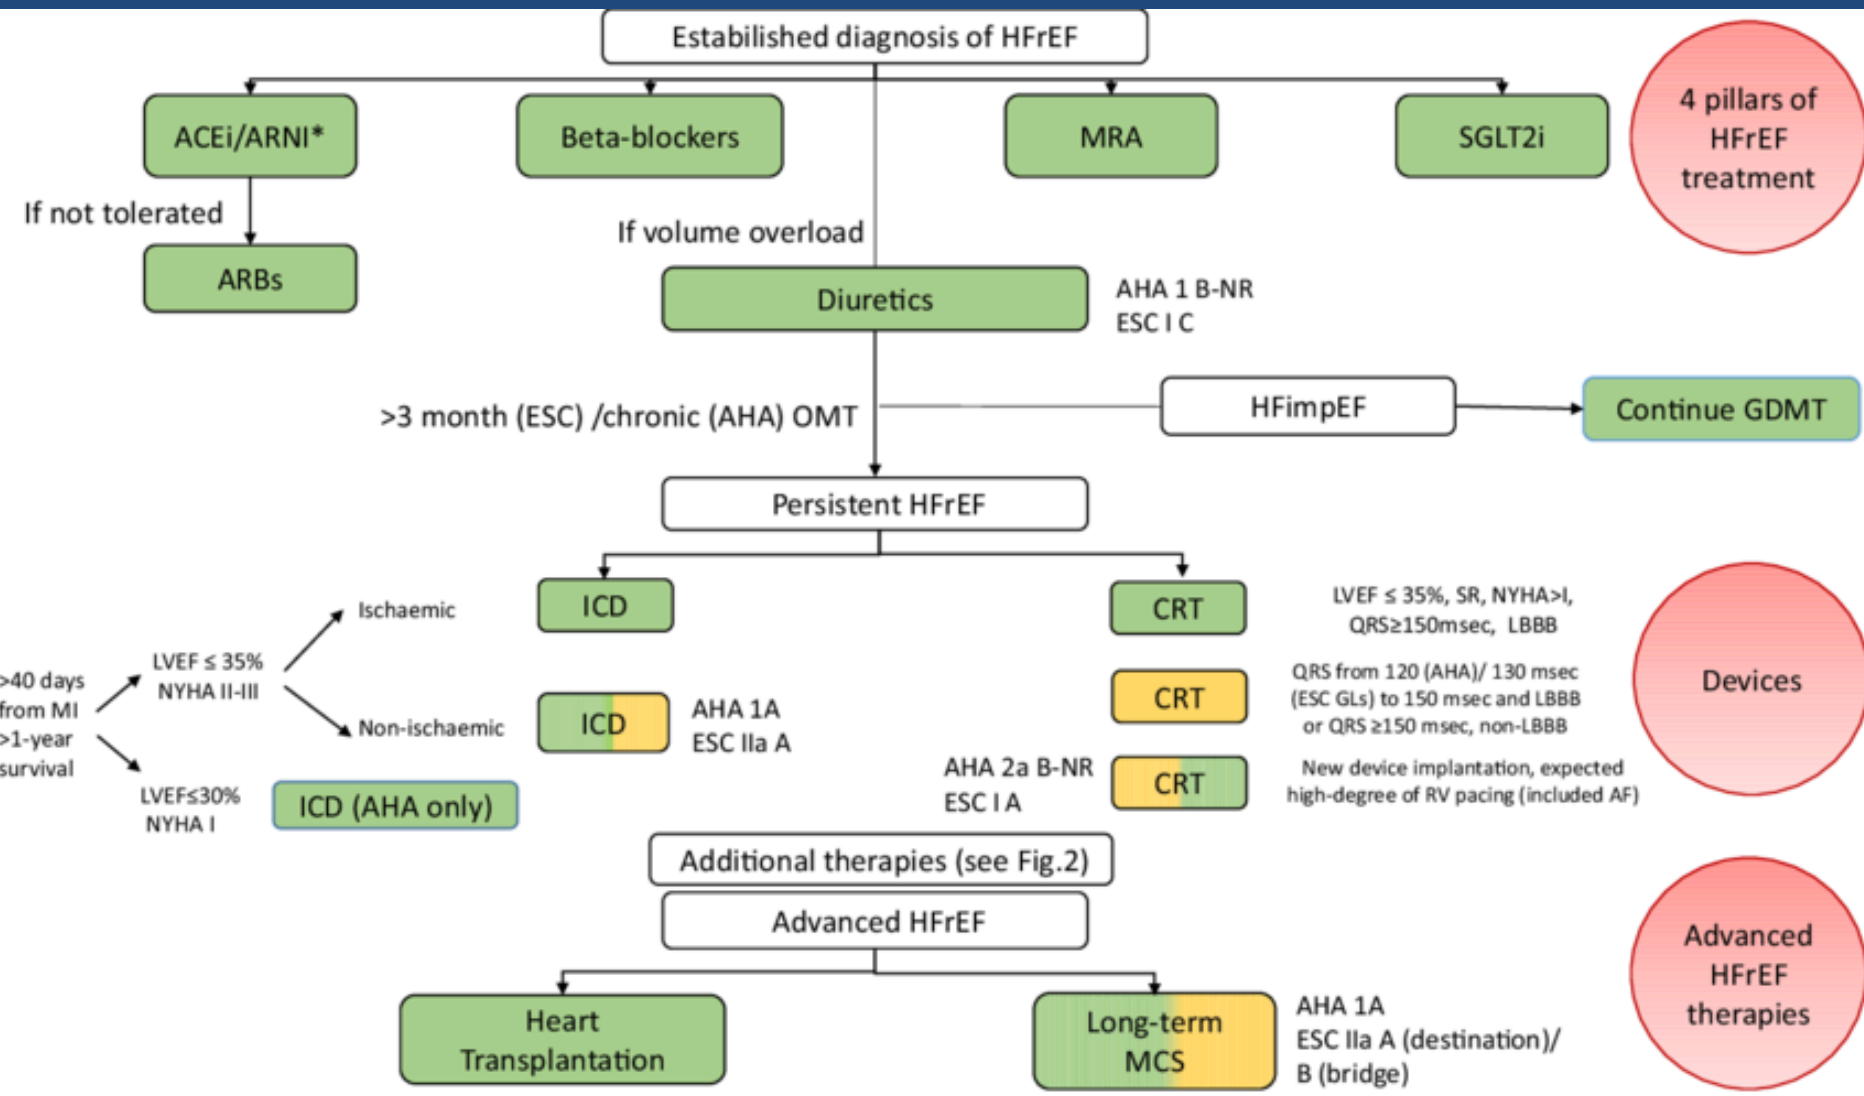 Estabilished diagnosis of HFrEF
ACEi/ARNI*
Beta-blockers
MRA
SGLT2i
4 pillars of
HFrEF
treatment
If not tolerated
ARBs
If volume overload
Diuretics
AHA 1 B-NR
ESC I C
>3 month (ESC) /chronic (AHA) OMT
HFimpEF
Continue GDMT
Persistent HFrEF
ICD
CRT
LVEF ≤ 35%, SR, NYHA>I,
QRS≥150msec, LBBB
Ischaemic
LVEF ≤ 35%
NYHA II-III
>40 days
from MI
>1-year
survival
Non-ischaemic
ICD
AHA 1A
ESC IIa A
CRT
QRS from 120 (AHA)/ 130 msec
(ESC GLs) to 150 msec and LBBB
or QRS ≥150 msec, non-LBBB
Devices
LVEF≤30%
NYHA I
ICD (AHA only)
AHA 2a B-NR
ESC I A
CRT
New device implantation, expected
high-degree of RV pacing (included AF)
Additional therapies (see Fig.2)
Advanced HFrEF
Heart
Transplantation
Long-term
MCS
AHA 1A
ESC IIa A (destination)/
B (bridge)
Advanced
HFrEF
therapies